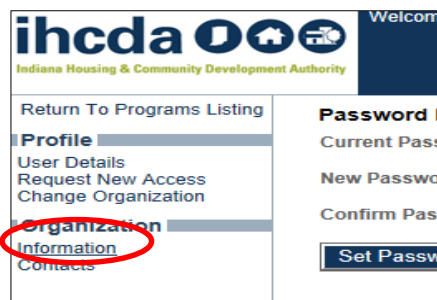 ihcda
Indiana Housing & Community Development Authority
Welcom
Return To Programs Listing
Profile
User Details
Request New Access
Change Organization
Organization
Information
Contacts
Password
Current Pass
New Passwo
Confirm Pas
Set Passw